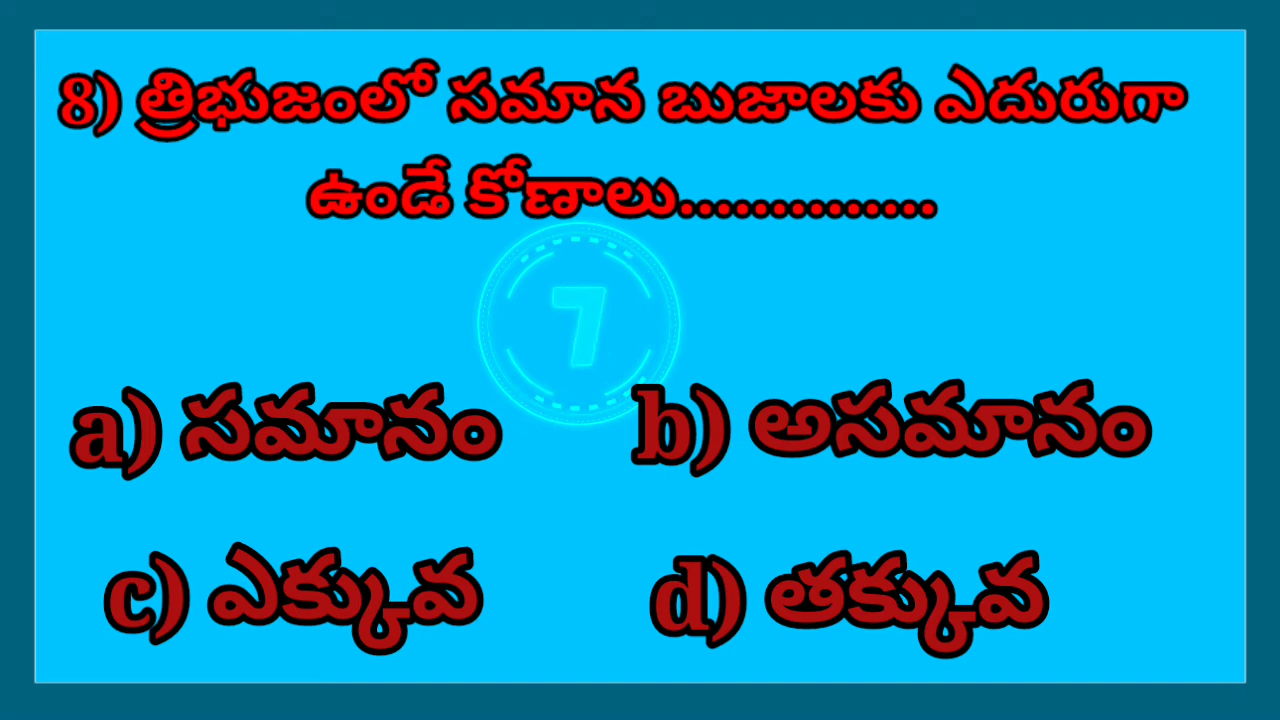 8) త్రిభుజంలో సమాన బుజాలకు ఎదురుగా
ఉండే కోణాలు..............
7
a) సమానం b) అసమానం
c) ఎక్కువ d) తక్కువ